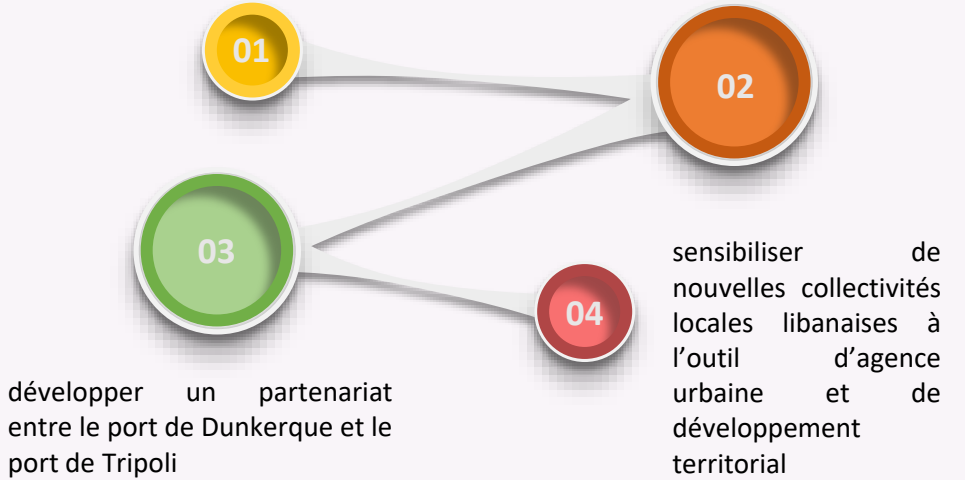 01
02
03
04
développer un partenariat
entre le port de Dunkerque et le
port de Tripoli
sensibiliser de
nouvelles collectivités
locales libanaises à
l’outil d’agence
urbaine et de
développement
territorial